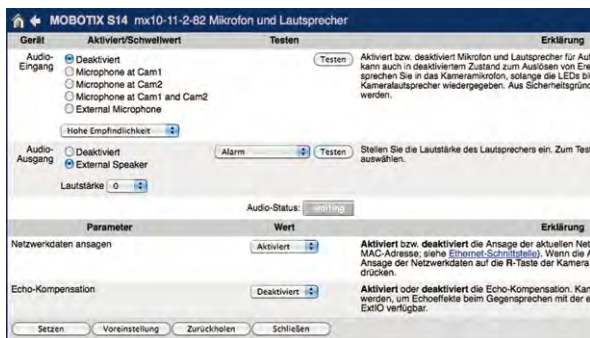 MOBOTIX S14 mx10-11-2-82 Mikrofon und Lautsprecher
Gerät Aktiviert/Schwellwert Testen Erklärung
Audio-Eingang
Deaktiviert
Microphone at Cam1
Microphone at Cam2
Microphone at Cam1 and Cam2
External Microphone
Hohe Empfindlichkeit
Testen
Aktiviert bzw. deaktiviert Mikrofon und Lautsprecher für Auf
kann auch in deaktiviertem Zustand zum Auslösen von Ere
sprechen Sie in das Kameramikrofon, solange die LEDs bl
Kameralautsprecher wiedergegeben. Aus Sicherheitsgründ
werden.
Audio-Ausgang
Deaktiviert
External Speaker
Lautstärke 0
Alarm
Testen
Stellen Sie die Lautstärke des Lautsprechers ein. Zum Test
auswählen.
Audio-Status: waiting
Parameter Wert Erklärung
Netzwerkdaten ansagen
Aktiviert
Aktiviert bzw. deaktiviert die Ansage der aktuellen Net
MAC-Adresse; siehe Ethernet-Schnittstelle). Wenn die A
Ansage der Netzwerkdaten auf die R-Taste der Kamera
drücken.
Echo-Kompensation
Deaktiviert
Aktiviert oder deaktiviert die Echo-Kompensation. Kan
werden, um Echoeffekte beim Gegensprechen mit der e
ExtIO verfügbar.
Setzen Voreinstellung Zurückholen Schließen